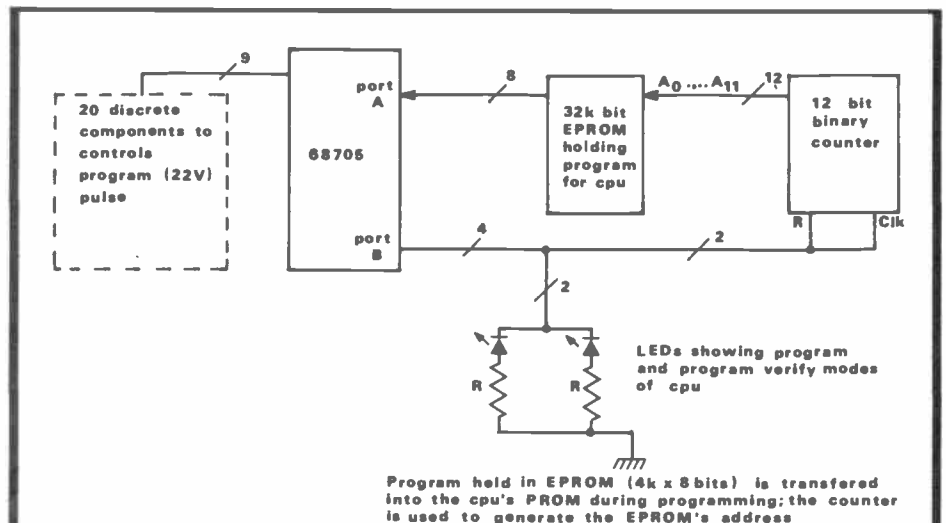 9
20 discrete
components to
controls
program (22V)
pulse
68705
port
A
port
B
8
32k bit
EPROM
holding
program
for cpu
A0 .... A11
12
12 bit
binary
counter
R
Clk
4
2
2
R
R
LEDs showing program
and program verify modes
of cpu
Program held in EPROM (4k x 8 bits) is transfered
into the cpu's PROM during programming; the counter
is used to generate the EPROM's address